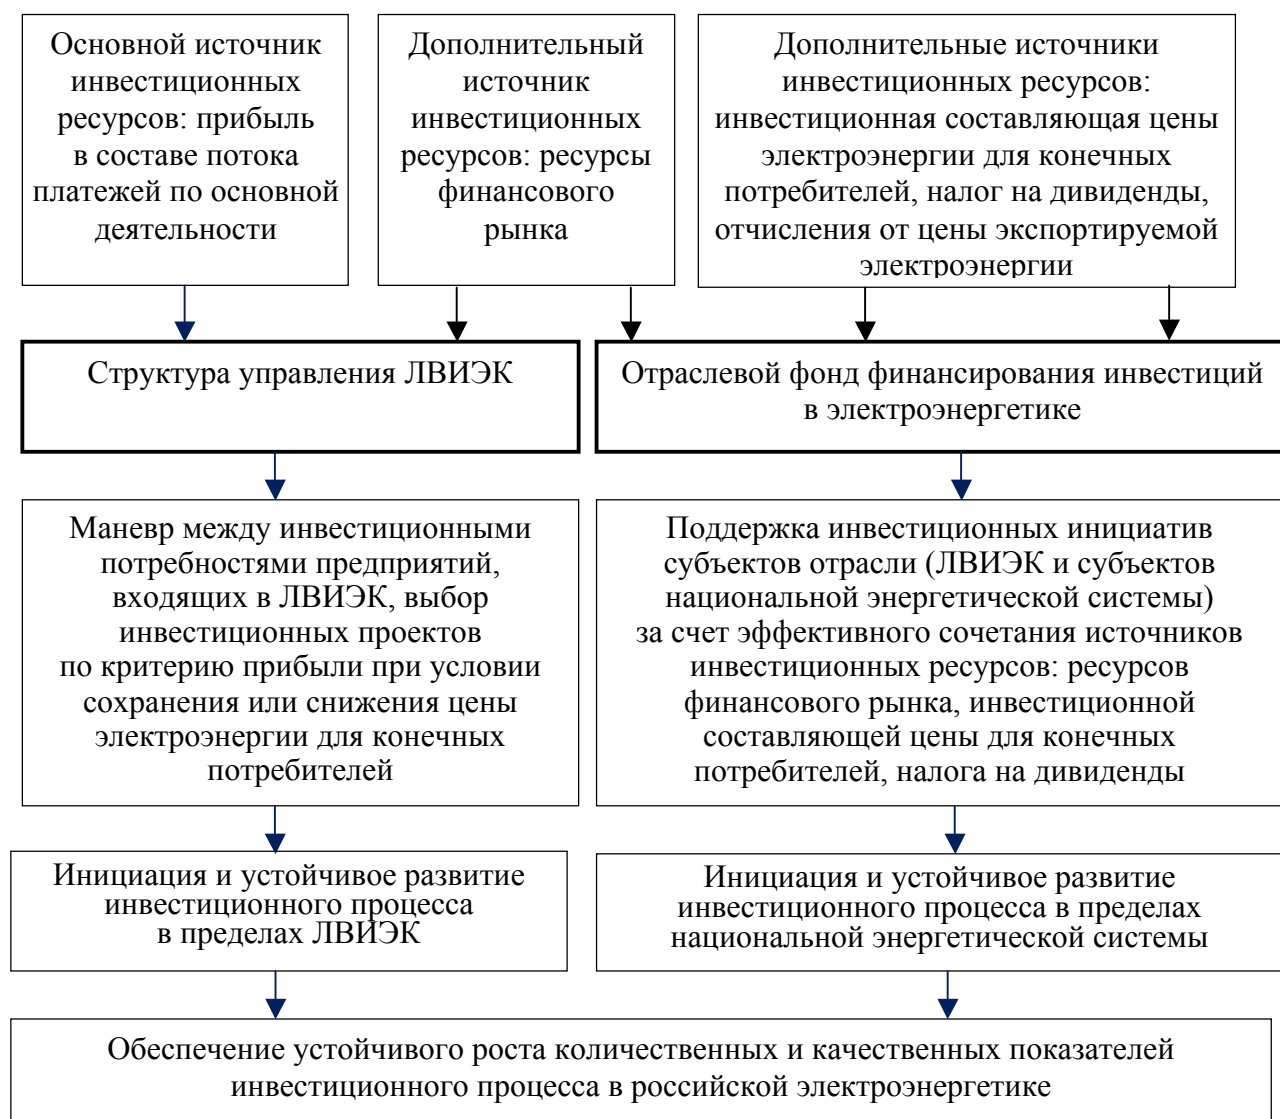 Основной источник
инвестиционных
ресурсов: прибыль
в составе потока
платежей по основной
деятельности
Дополнительный
источник
инвестиционных
ресурсов: ресурсы
финансового
рынка
Дополнительные источники
инвестиционных ресурсов:
инвестиционная составляющая цены
электроэнергии для конечных
потребителей, налог на дивиденды,
отчисления от цены экспортируемой
электроэнергии
Структура управления ЛВИЭК
Отраслевой фонд финансирования инвестиций
в электроэнергетике
Маневр между инвестиционными
потребностями предприятий,
входящих в ЛВИЭК, выбор
инвестиционных проектов
по критерию прибыли при условии
сохранения или снижения цены
электроэнергии для конечных
потребителей
Поддержка инвестиционных инициатив
субъектов отрасли (ЛВИЭК и субъектов
национальной энергетической системы)
за счет эффективного сочетания источников
инвестиционных ресурсов: ресурсов
финансового рынка, инвестиционной
составляющей цены для конечных
потребителей, налога на дивиденды
Инициация и устойчивое развитие
инвестиционного процесса
в пределах ЛВИЭК
Инициация и устойчивое развитие
инвестиционного процесса в пределах
национальной энергетической системы
Обеспечение устойчивого роста количественных и качественных показателей
инвестиционного процесса в российской электроэнергетике